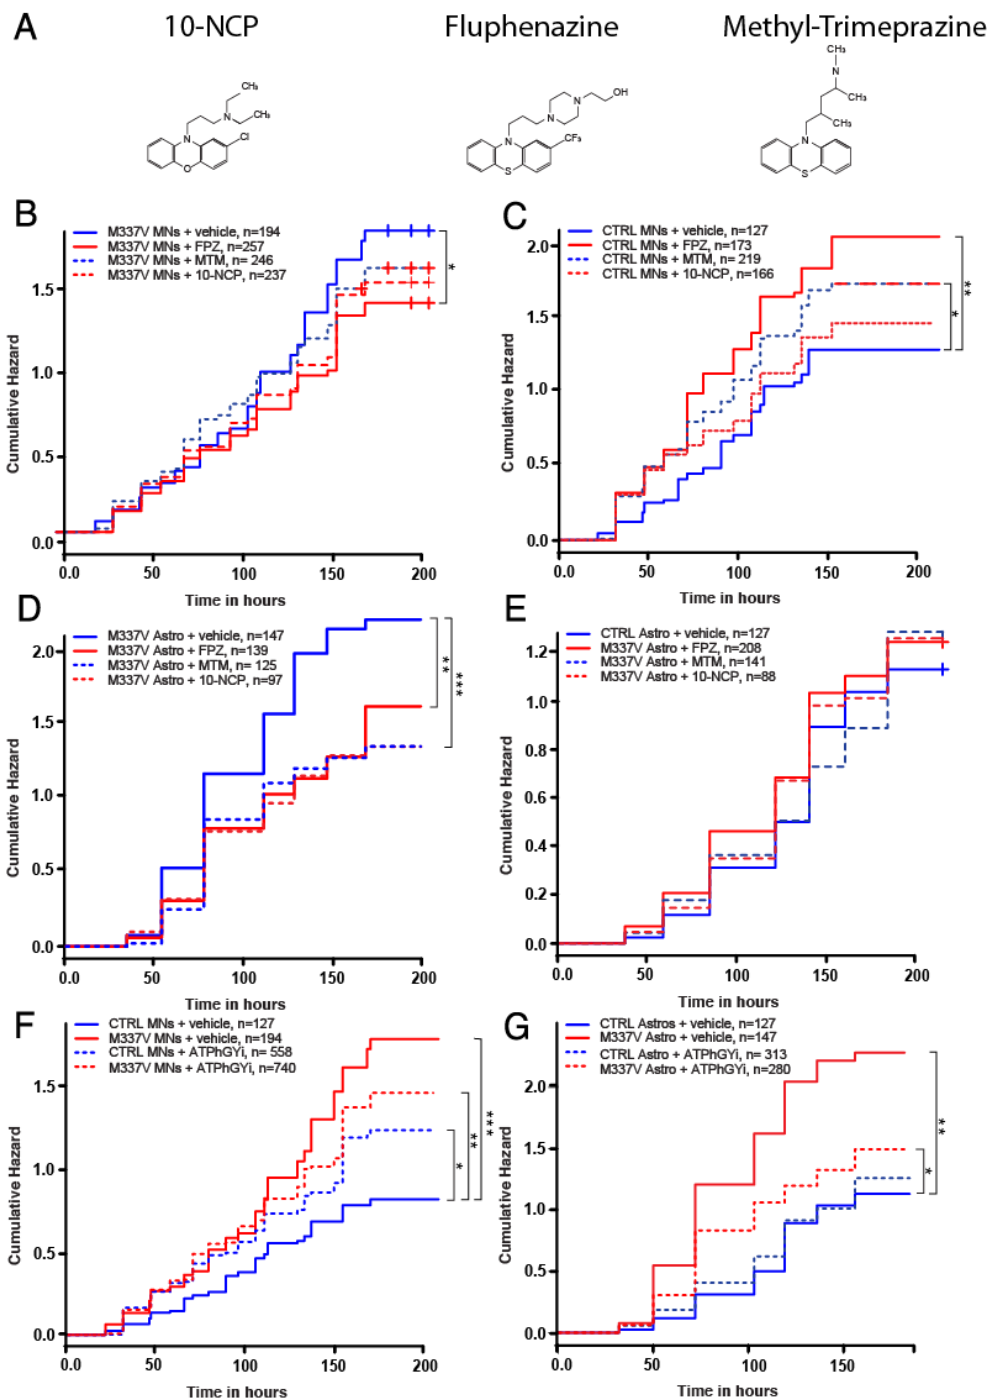 A
10-NCP
Fluphenazine
Methyl-Trimeprazine
CH₃
N
CH₃
N
Cl
O
N
OH
N
N
CF₃
S
CH₃
N
CH₃
CH₃
N
S
B
M337V MNs + vehicle, n=194
M337V MNs + FPZ, n=257
M337V MNs + MTM, n= 246
M337V MNs + 10-NCP, n=237
*
Cumulative Hazard
1.5
1.0
0.5
0.0
0.0 50 100 150 200
Time in hours
C
CTRL MNs + vehicle, n=127
CTRL MNs + FPZ, n=173
CTRL MNs + MTM, n= 219
CTRL MNs + 10-NCP, n=166
**
*
Cumulative Hazard
2.0
1.5
1.0
0.5
0.0
0.0 50 100 150 200
Time in hours
D
M337V Astro + vehicle, n=147
M337V Astro + FPZ, n=139
M337V Astro + MTM, n= 125
M337V Astro + 10-NCP, n=97
**
***
Cumulative Hazard
2.0
1.5
1.0
0.5
0.0
0.0 50 100 150 200
Time in hours
E
CTRL Astro + vehicle, n=127
M337V Astro + FPZ, n=208
M337V Astro + MTM, n=141
M337V Astro + 10-NCP, n=88
Cumulative Hazard
1.2
1.0
0.8
0.6
0.4
0.2
0.0
0.0 50 100 150 200
Time in hours
F
CTRL MNs + vehicle, n=127
M337V MNs + vehicle, n=194
CTRL MNs + ATPhGYi, n= 558
M337V MNs + ATPhGYi, n=740
*
**
***
Cumulative Hazard
1.5
1.0
0.5
0.0
0.0 50 100 150 200
Time in hours
G
CTRL Astros + vehicle, n=127
M337V Astro + vehicle, n=147
CTRL Astro + ATPhGYi, n= 313
M337V Astro + ATPhGYi, n=280
*
**
Cumulative Hazard
2.0
1.5
1.0
0.5
0.0
0.0 50 100 150 200
Time in hours